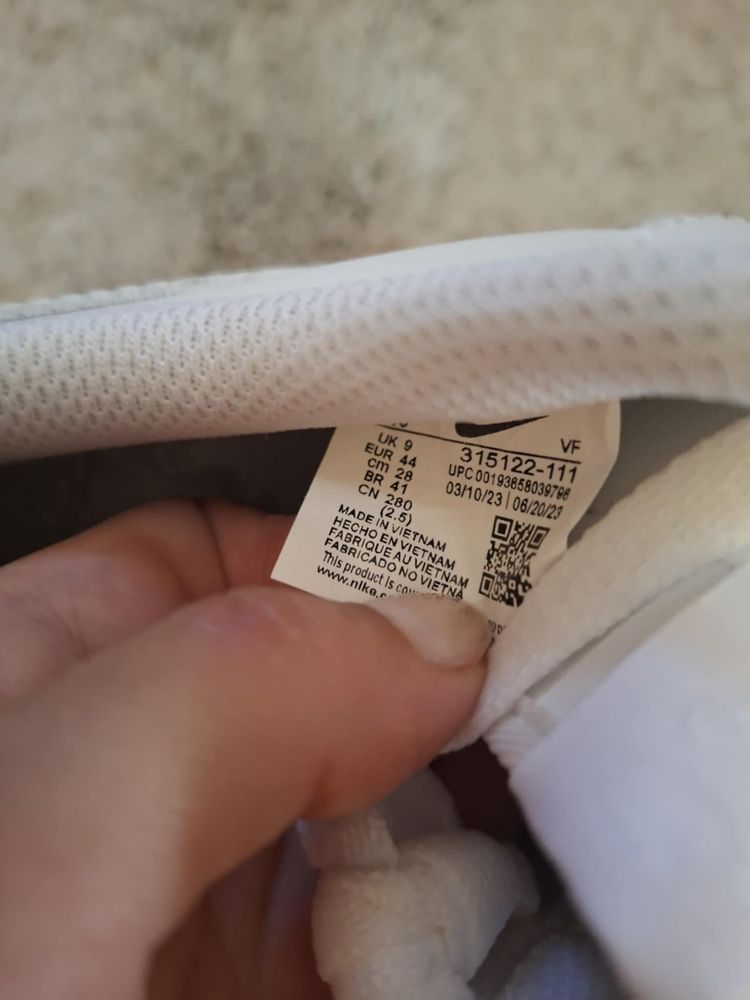 UK 9
EUR 44
cm 28
BR 41
CN 280
(2.5)
VF
315122-111
UPC 00193658039796
03/10/23 | 06/20/23
MADE IN VIETNAM
HECHO EN VIETNAM
FABRIQUE AU VIETNAM
FABRICADO NO VIETNA
This product is
www.nike.